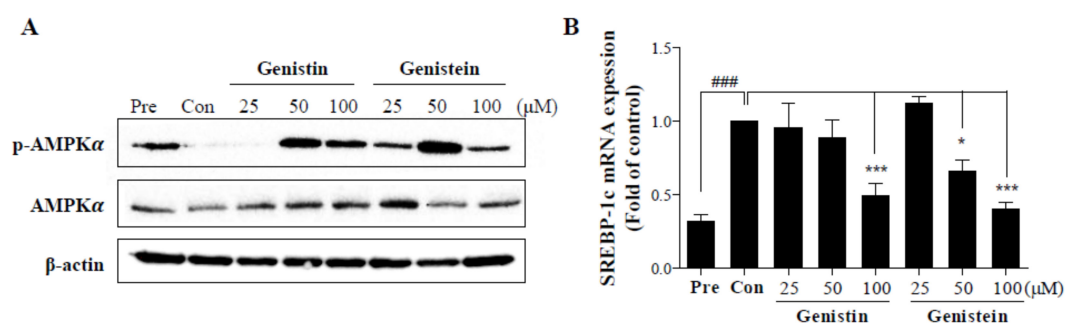 A
Genistin Genistein
Pre Con 25 50 100 25 50 100 (μM)
p-AMPKα
AMPKα
β-actin
B
SREBP-1c mRNA expession
(Fold of control)
1.5
1.0
0.5
0.0
###
***
*
***
Pre Con 25 50 100 25 50 100 (μM)
Genistin Genistein